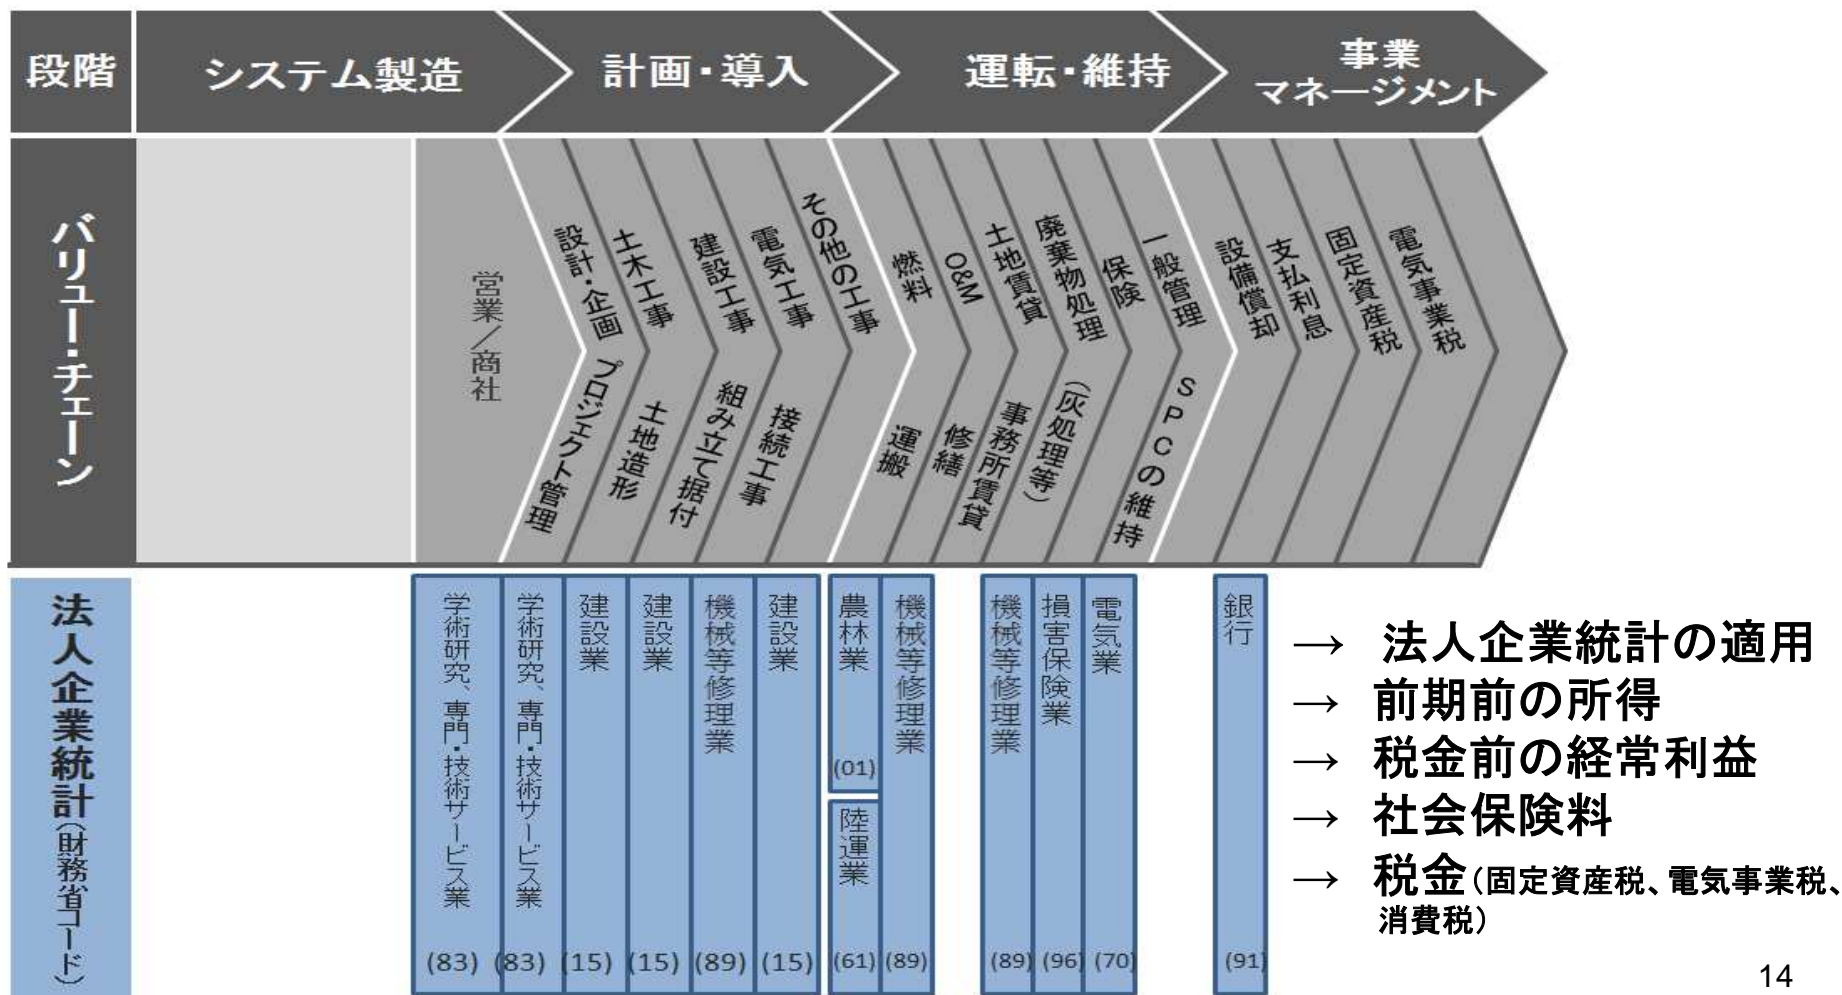 段階
システム製造
計画・導入
運転・維持
事業
マネージメント
バリュー・チェーン
営業／商社
設計・企画
プロジェクト管理
土木工事
土地造形
建設工事
組み立て据付
電気工事
接続工事
その他の工事
燃料
運搬
O&M
修繕
土地賃貸
事務所賃貸
廃棄物処理
（灰処理等）
保険
一般管理
SPCの維持
設備償却
支払利息
固定資産税
電気事業税
法人企業統計（財務省コード）
学術研究、専門・技術サービス業
(83)
学術研究、専門・技術サービス業
(83)
建設業
(15)
建設業
(15)
機械等修理業
(89)
建設業
(15)
農林業
(01)
陸運業
(61)
機械等修理業
(89)
機械等修理業
(89)
損害保険業
(96)
電気業
(70)
銀行
(91)
→ 法人企業統計の適用
→ 前期前の所得
→ 税金前の経常利益
→ 社会保険料
→ 税金（固定資産税、電気事業税、
消費税）
14